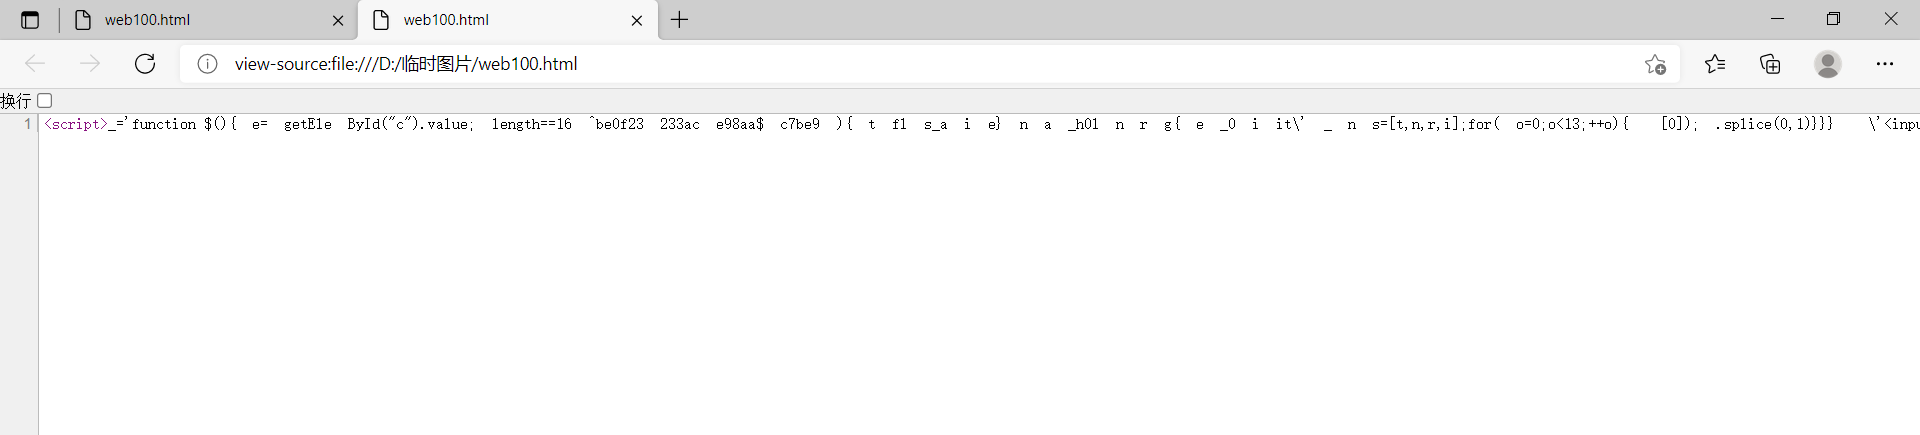 web100.html
web100.html
view-source:file:///D:/临时图片/web100.html
换行
1 <script>_='function $(){ e= getEle ById("c").value; length==16 ^be0f23 233ac e98aa$ c7be9 ){ t fl s_a i e} n a _h0l n r g{ e _0 i it\' _ n s=[t,n,r,i];for( o=0;o<13;++o){ [0]); .splice(0,1)}}} \'<inpu